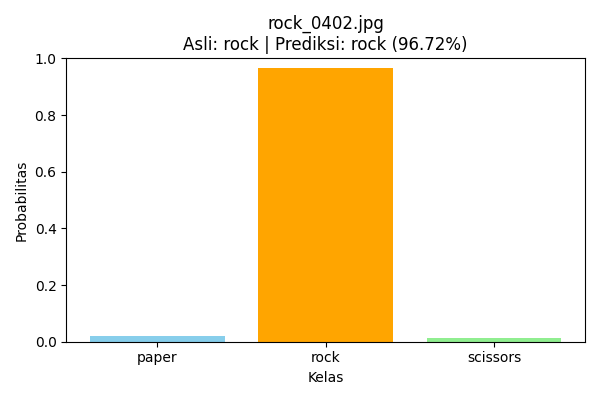 rock_0402.jpg
Asli: rock | Prediksi: rock (96.72%)
Probabilitas
1.0
0.8
0.6
0.4
0.2
0.0
paper rock scissors
Kelas